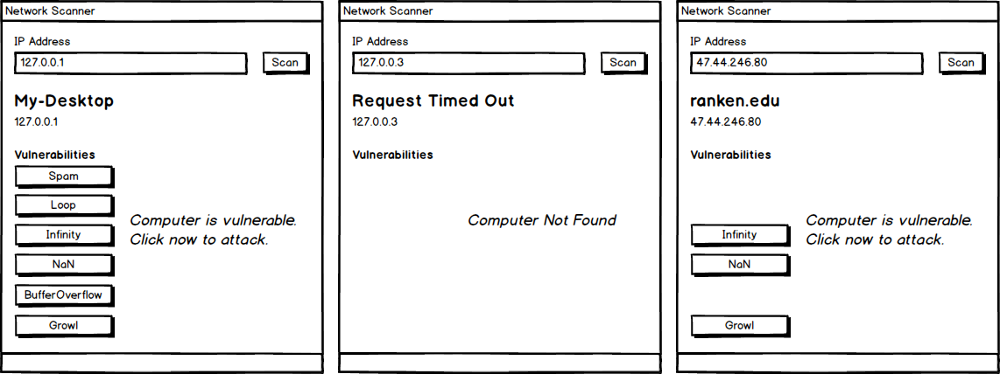 Network Scanner
IP Address
127.0.0.1
Scan
My-Desktop
127.0.0.1
Vulnerabilities
Spam
Loop
Infinity
NaN
BufferOverflow
Growl
Computer is vulnerable.
Click now to attack.
Network Scanner
IP Address
127.0.0.3
Scan
Request Timed Out
127.0.0.3
Vulnerabilities
Computer Not Found
Network Scanner
IP Address
47.44.246.80
Scan
ranken.edu
47.44.246.80
Vulnerabilities
Infinity
NaN
Growl
Computer is vulnerable.
Click now to attack.